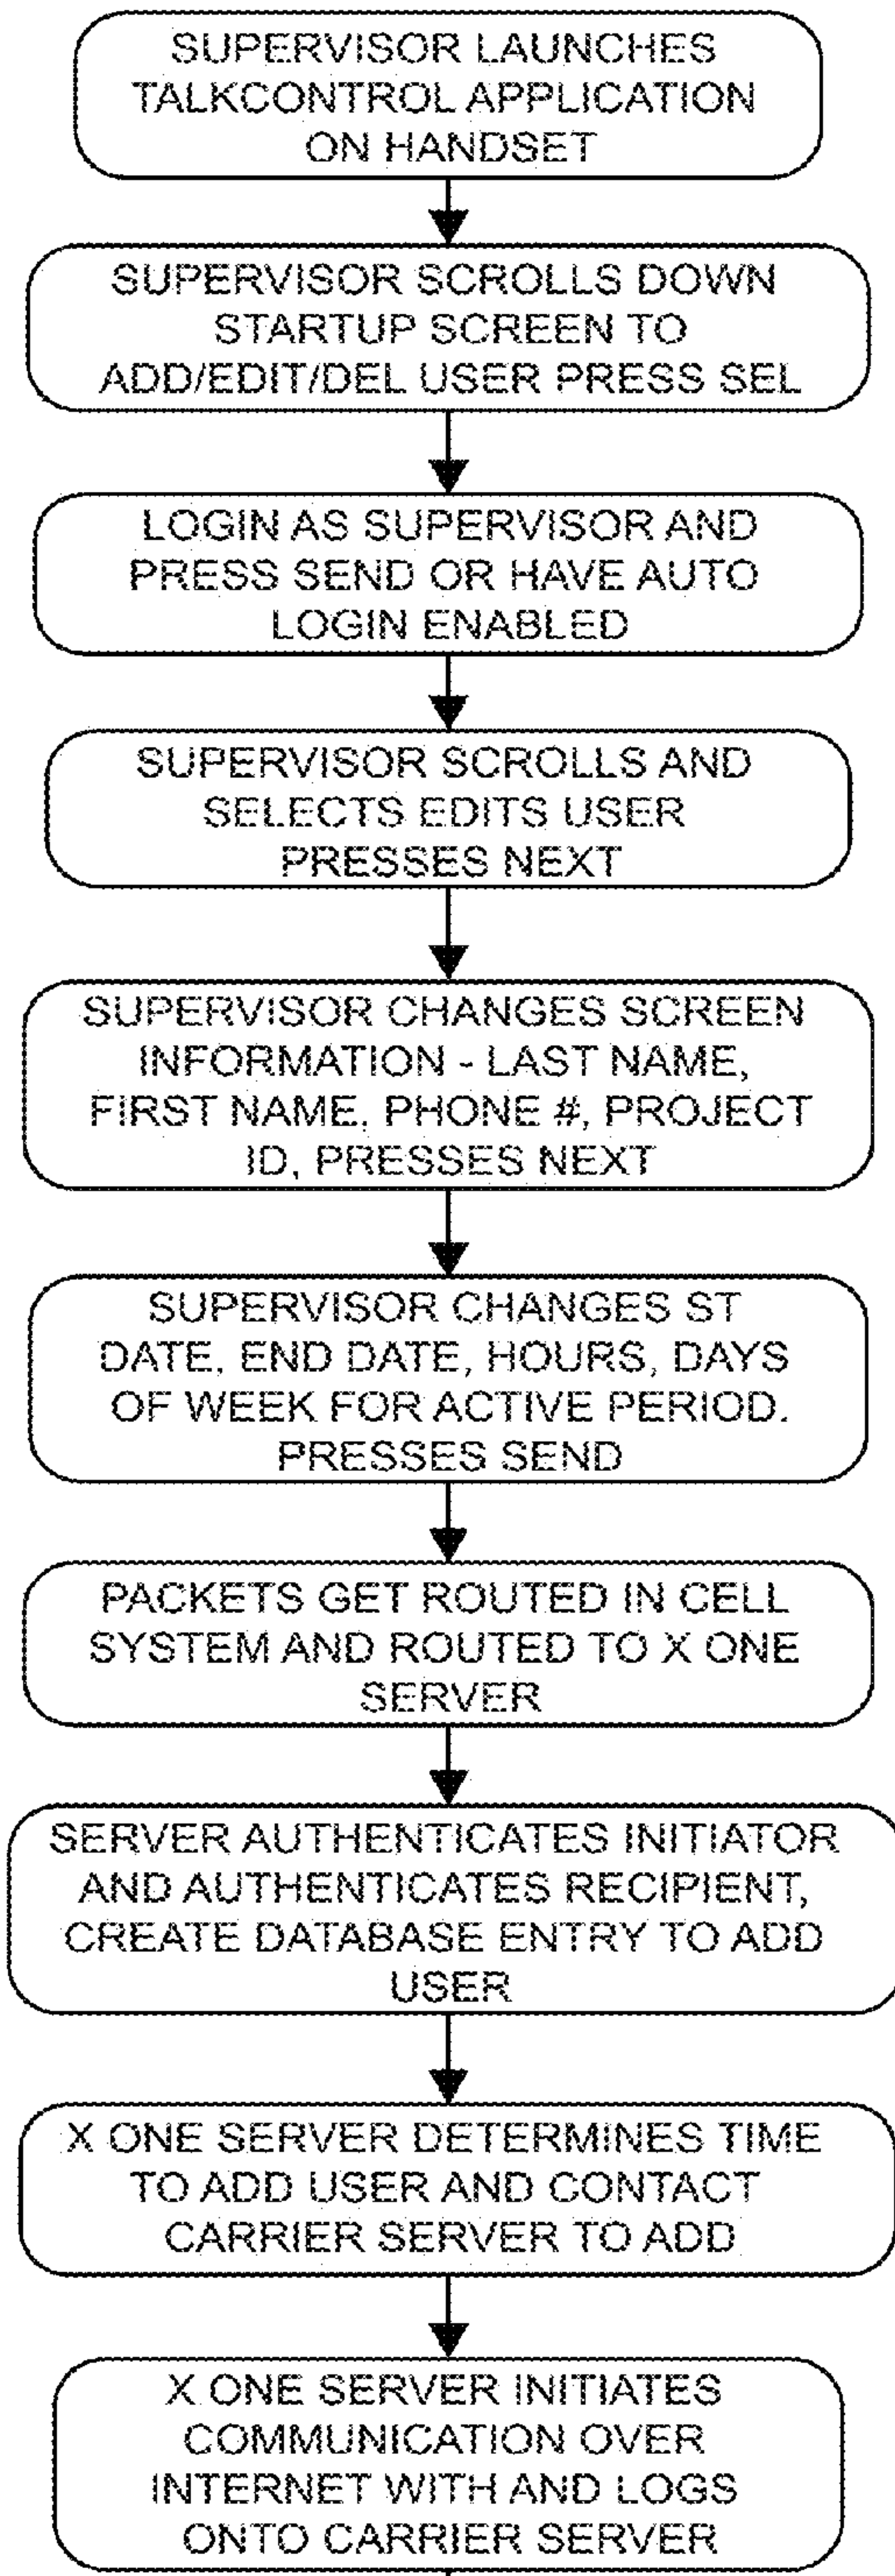 SUPERVISOR LAUNCHES
TALKCONTROL APPLICATION
ON HANDSET
SUPERVISOR SCROLLS DOWN
STARTUP SCREEN TO
ADD/EDIT/DEL USER PRESS SEL
LOGIN AS SUPERVISOR AND
PRESS SEND OR HAVE AUTO
LOGIN ENABLED
SUPERVISOR SCROLLS AND
SELECTS EDITS USER
PRESSES NEXT
SUPERVISOR CHANGES SCREEN
INFORMATION - LAST NAME,
FIRST NAME, PHONE #, PROJECT
ID, PRESSES NEXT
SUPERVISOR CHANGES ST
DATE, END DATE, HOURS, DAYS
OF WEEK FOR ACTIVE PERIOD.
PRESSES SEND
PACKETS GET ROUTED IN CELL
SYSTEM AND ROUTED TO X ONE
SERVER
SERVER AUTHENTICATES INITIATOR
AND AUTHENTICATES RECIPIENT,
CREATE DATABASE ENTRY TO ADD
USER
X ONE SERVER DETERMINES TIME
TO ADD USER AND CONTACT
CARRIER SERVER TO ADD
X ONE SERVER INITIATES
COMMUNICATION OVER
INTERNET WITH AND LOGS
ONTO CARRIER SERVER